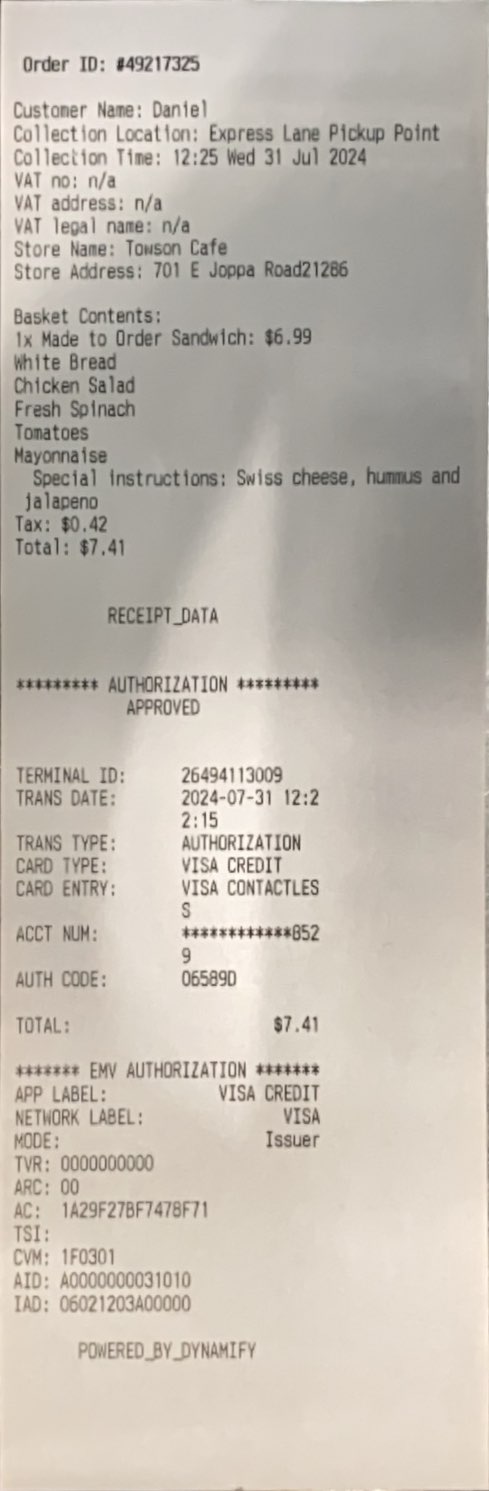 Order ID: #49217325
Customer Name: Daniel
Collection Location: Express Lane Pickup Point
Collection Time: 12:25 Wed 31 Jul 2024
VAT no: n/a
VAT address: n/a
VAT legal name: n/a
Store Name: Towson Cafe
Store Address: 701 E Joppa Road21286
Basket Contents:
1x Made to Order Sandwich: $6.99
White Bread
Chicken Salad
Fresh Spinach
Tomatoes
Mayonnaise
Special instructions: Swiss cheese, hummus and
jalapeno
Tax: $0.42
Total: $7.41
RECEIPT_DATA
********* AUTHORIZATION *********
APPROVED
TERMINAL ID: 26494113009
TRANS DATE: 2024-07-31 12:2
2:15
TRANS TYPE: AUTHORIZATION
CARD TYPE: VISA CREDIT
CARD ENTRY: VISA CONTACTLES
S
ACCT NUM: ************852
9
AUTH CODE: 06589D
TOTAL: $7.41
******* EMV AUTHORIZATION *******
APP LABEL: VISA CREDIT
NETWORK LABEL: VISA
MODE: Issuer
TVR: 0000000000
ARC: 00
AC: 1A29F27BF7478F71
TSI:
CVM: 1F0301
AID: A0000000031010
IAD: 06021203A00000
POWERED_BY_DYNAMIFY